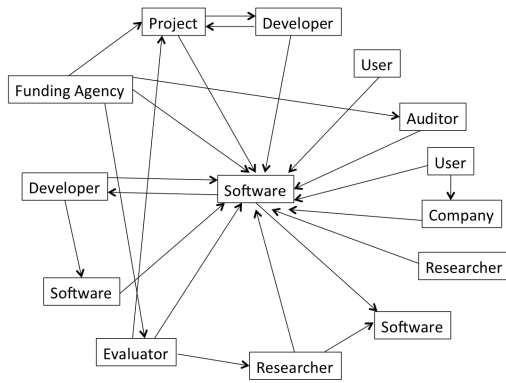 Project
Developer
User
Funding Agency
Auditor
User
Developer
Software
Company
Researcher
Software
Software
Evaluator
Researcher